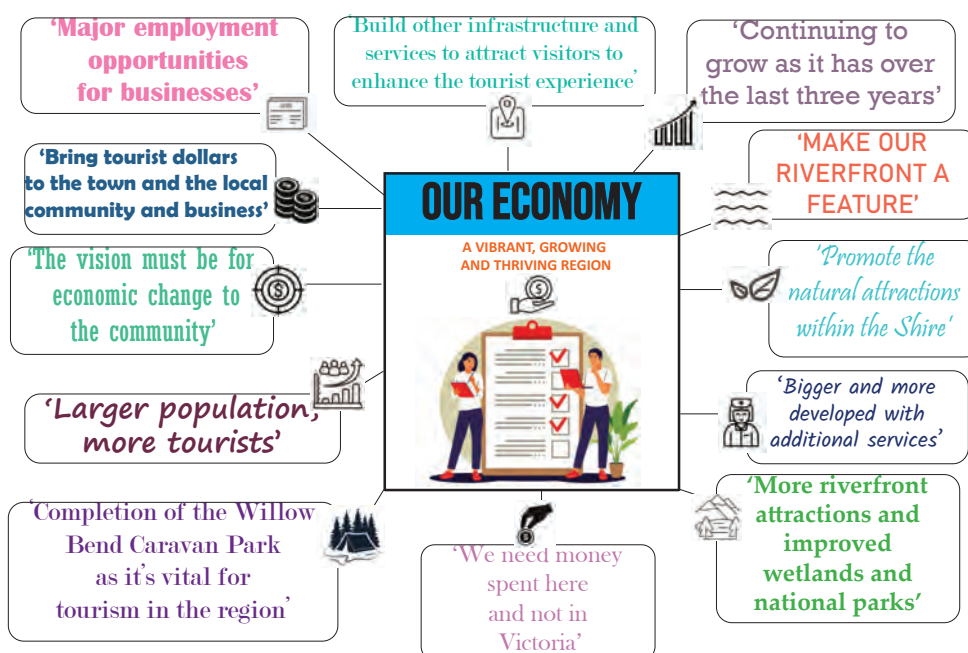 ‘Major employment
opportunities
for businesses’
‘Build other infrastructure and
services to attract visitors to
enhance the tourist experience’
‘Continuing to
grow as it has over
the last three years’
‘Bring tourist dollars
to the town and the local
community and business’
‘MAKE OUR
RIVERFRONT A
FEATURE’
OUR ECONOMY
A VIBRANT, GROWING
AND THRIVING REGION
‘The vision must be for
economic change to
the community’
‘Promote the
natural attractions
within the Shire’
‘Larger population,
more tourists’
‘Bigger and more
developed with
additional services’
‘Completion of the Willow
Bend Caravan Park
as it’s vital for
tourism in the region’
‘We need money
spent here
and not in
Victoria’
‘More riverfront
attractions and
improved
wetlands and
national parks’